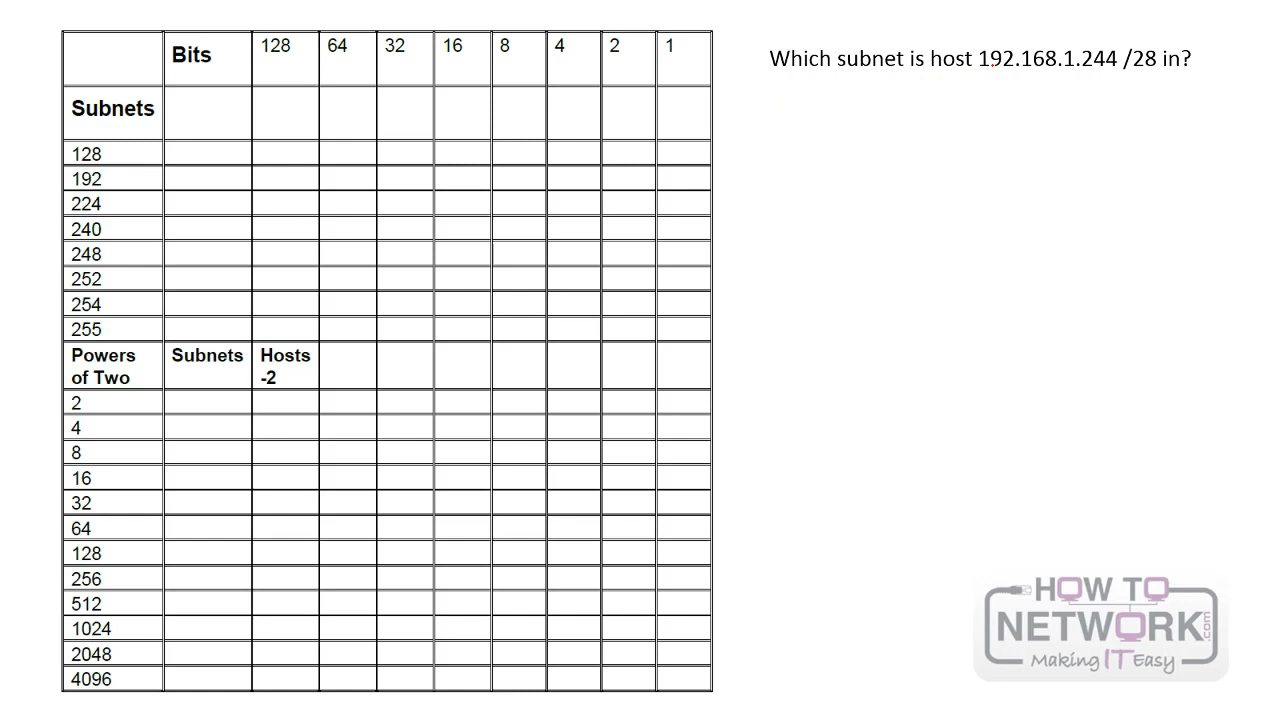 Bits 128 64 32 16 8 4 2 1
Subnets
128
192
224
240
248
252
254
255
Powers of Two Subnets Hosts -2
2
4
8
16
32
64
128
256
512
1024
2048
4096
Which subnet is host 192.168.1.244 /28 in?
HOW TO
NETWORK.com
Making IT Easy